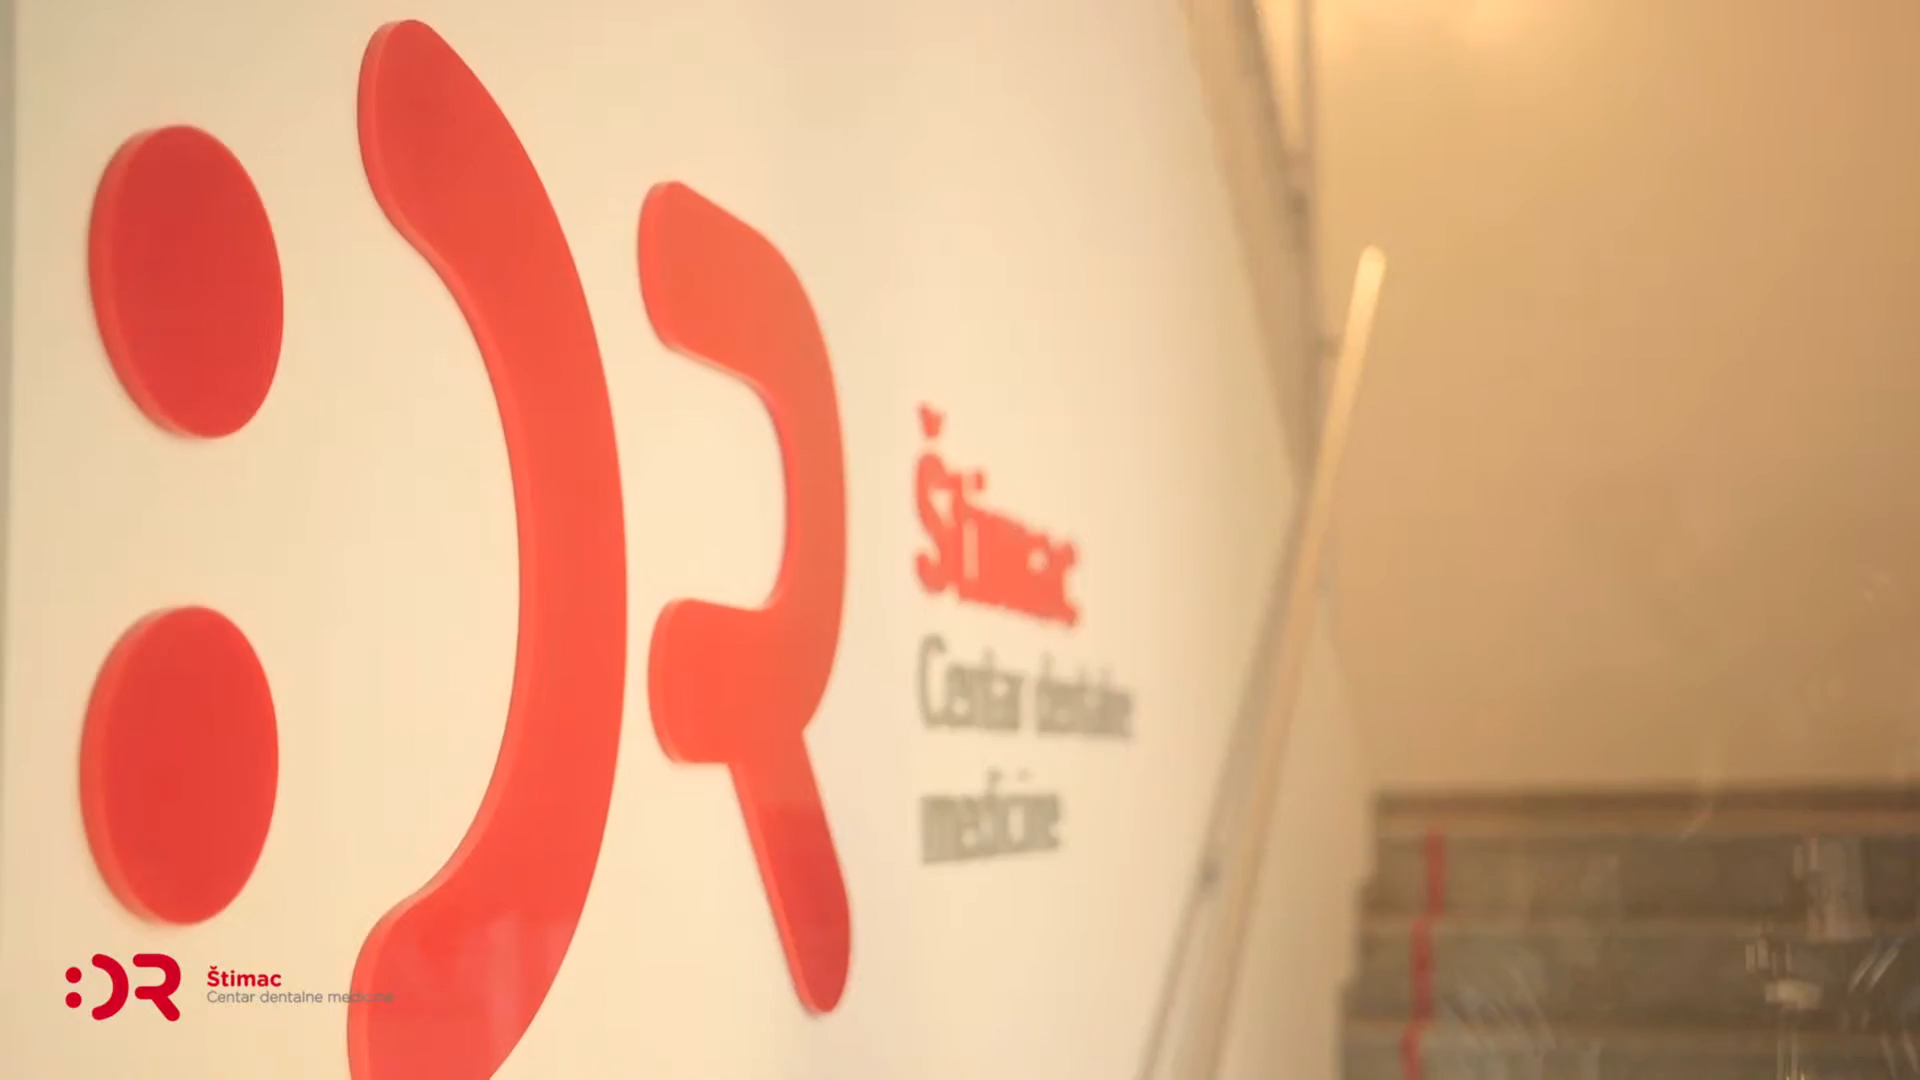 :DR
Štimac
Centar dentalne
medicine
:DR Štimac
Centar dentalne medicine